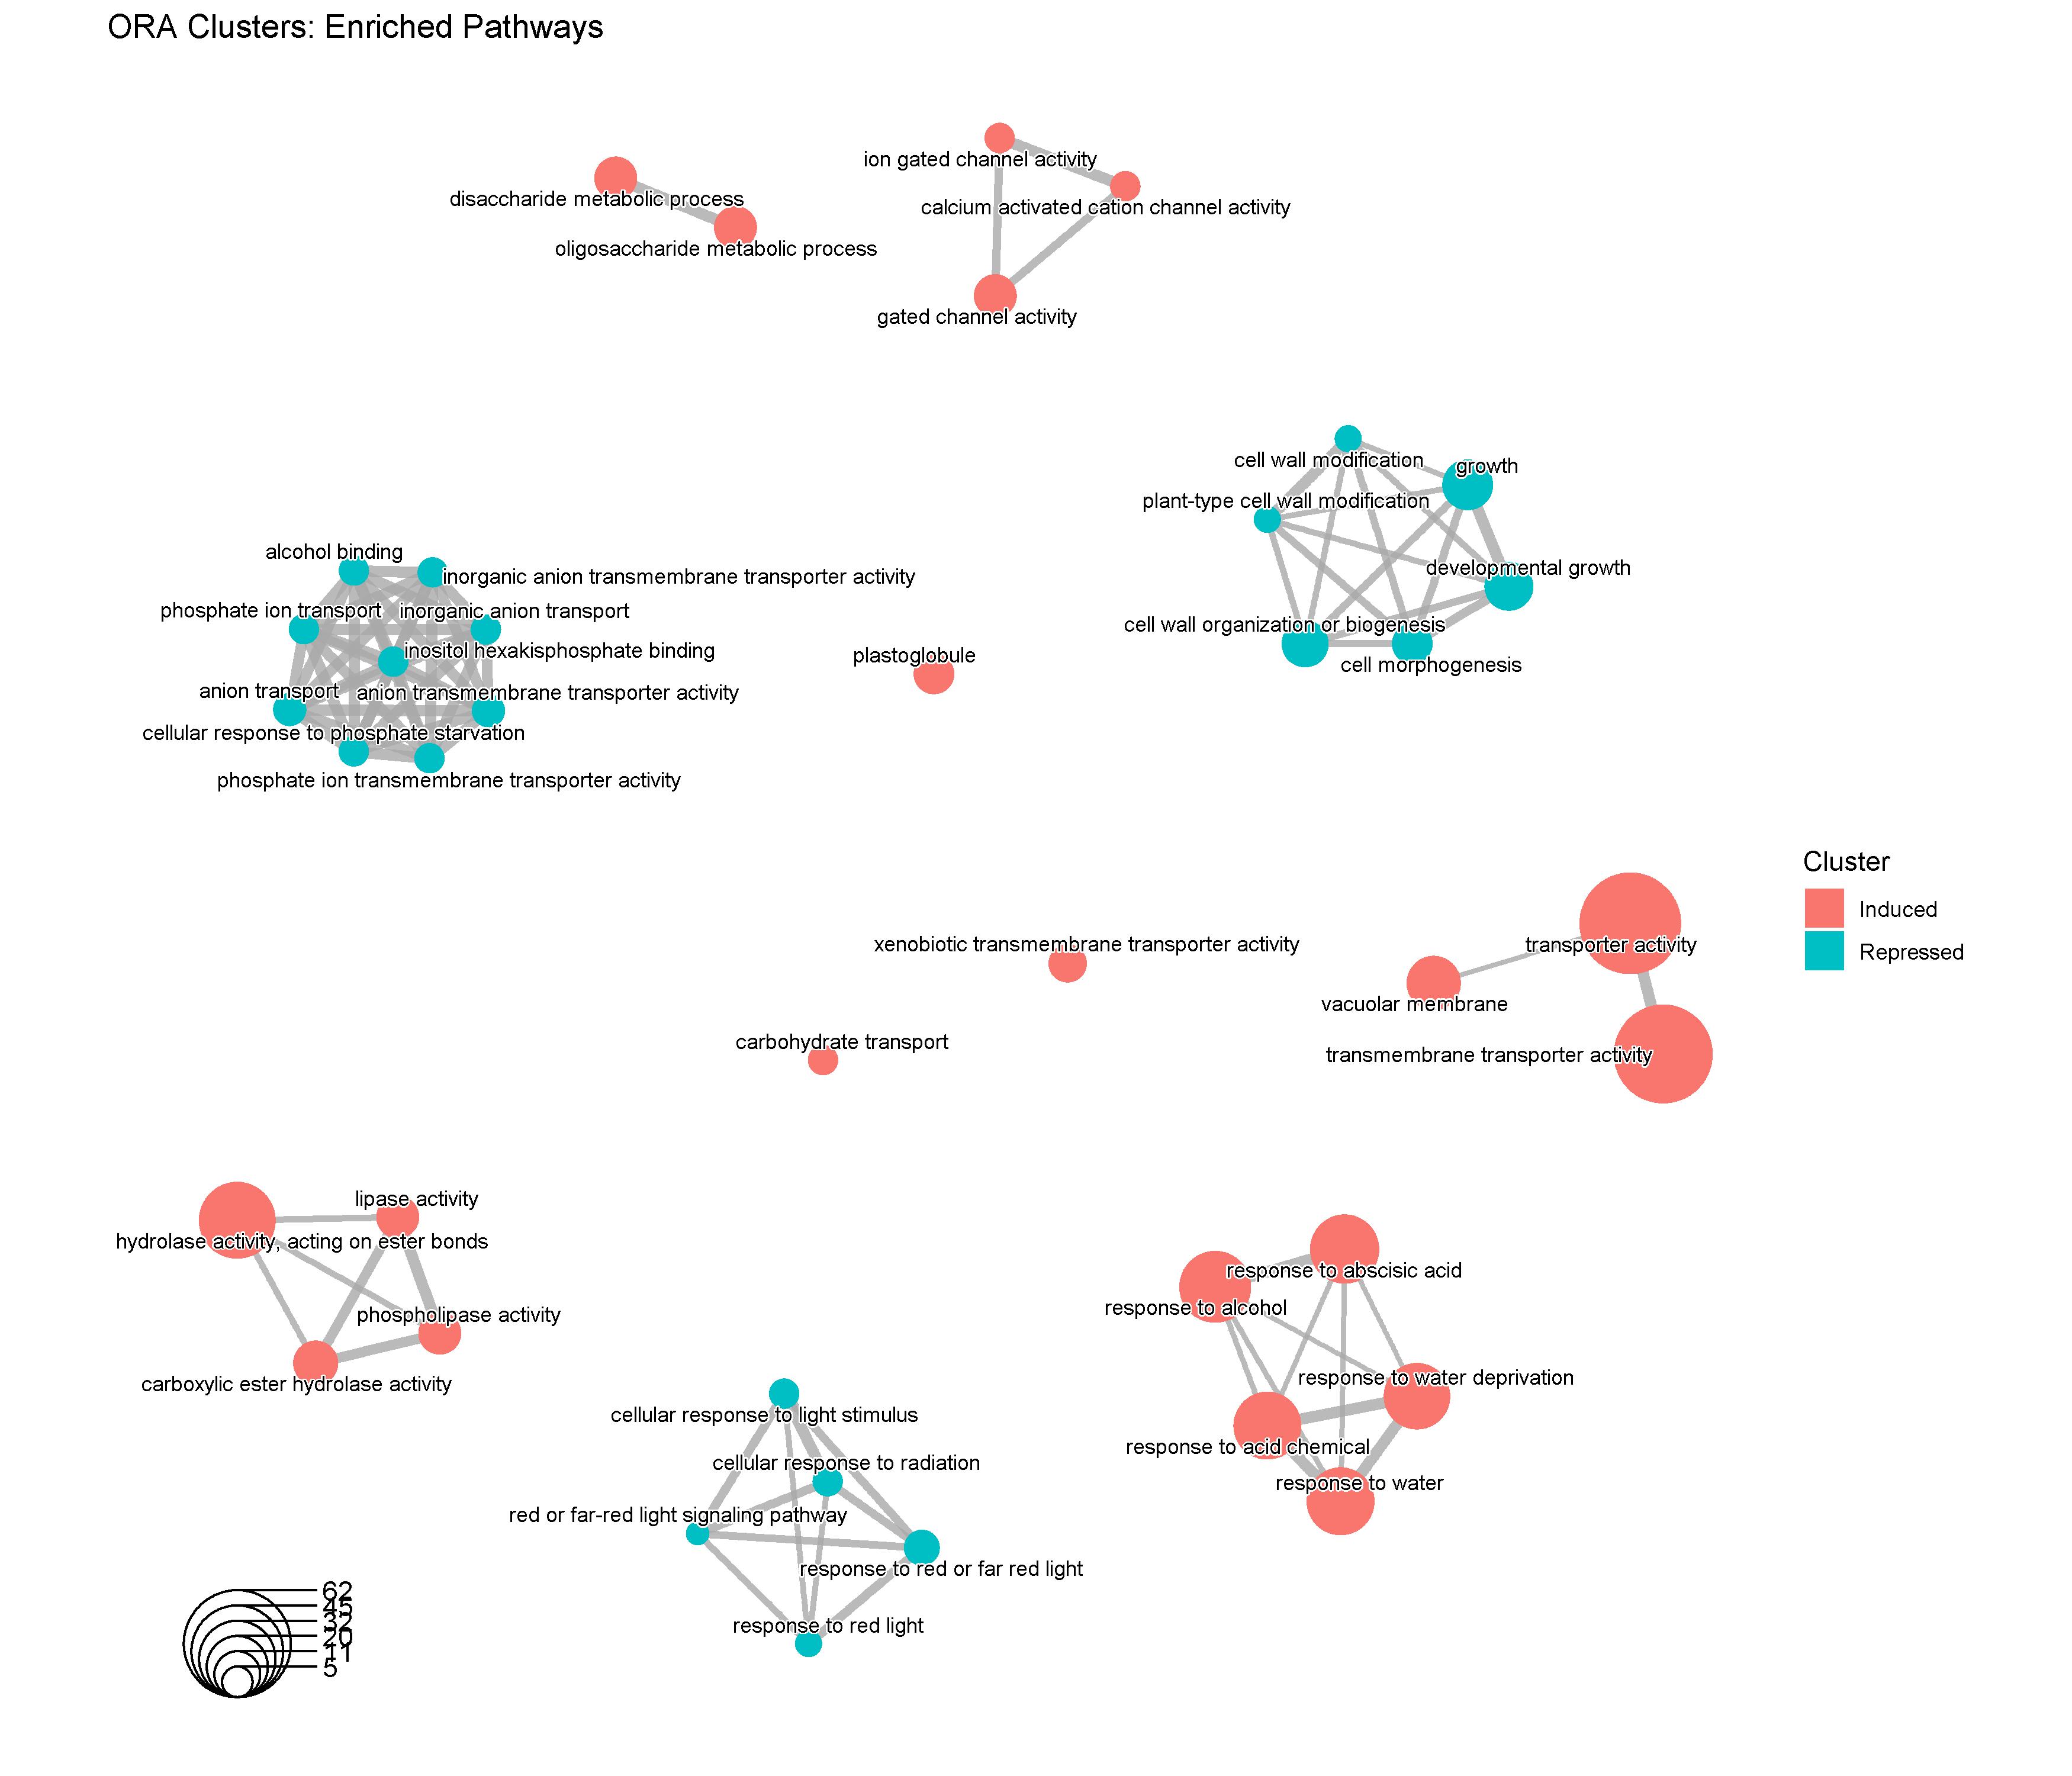 ORA Clusters: Enriched Pathways
ion gated channel activity
disaccharide metabolic process
calcium activated cation channel activity
oligosaccharide metabolic process
gated channel activity
cell wall modification
growth
plant-type cell wall modification
alcohol binding
inorganic anion transmembrane transporter activity
developmental growth
phosphate ion transport
inorganic anion transport
cell wall organization or biogenesis
inositol hexakisphosphate binding
plastoglobule
cell morphogenesis
anion transport
anion transmembrane transporter activity
cellular response to phosphate starvation
phosphate ion transmembrane transporter activity
Cluster
Induced
Repressed
xenobiotic transmembrane transporter activity
transporter activity
vacuolar membrane
carbohydrate transport
transmembrane transporter activity
lipase activity
hydrolase activity, acting on ester bonds
response to abscisic acid
response to alcohol
phospholipase activity
response to water deprivation
carboxylic ester hydrolase activity
cellular response to light stimulus
response to acid chemical
cellular response to radiation
response to water
red or far-red light signaling pathway
response to red or far red light
response to red light
62
45
32
20
11
5